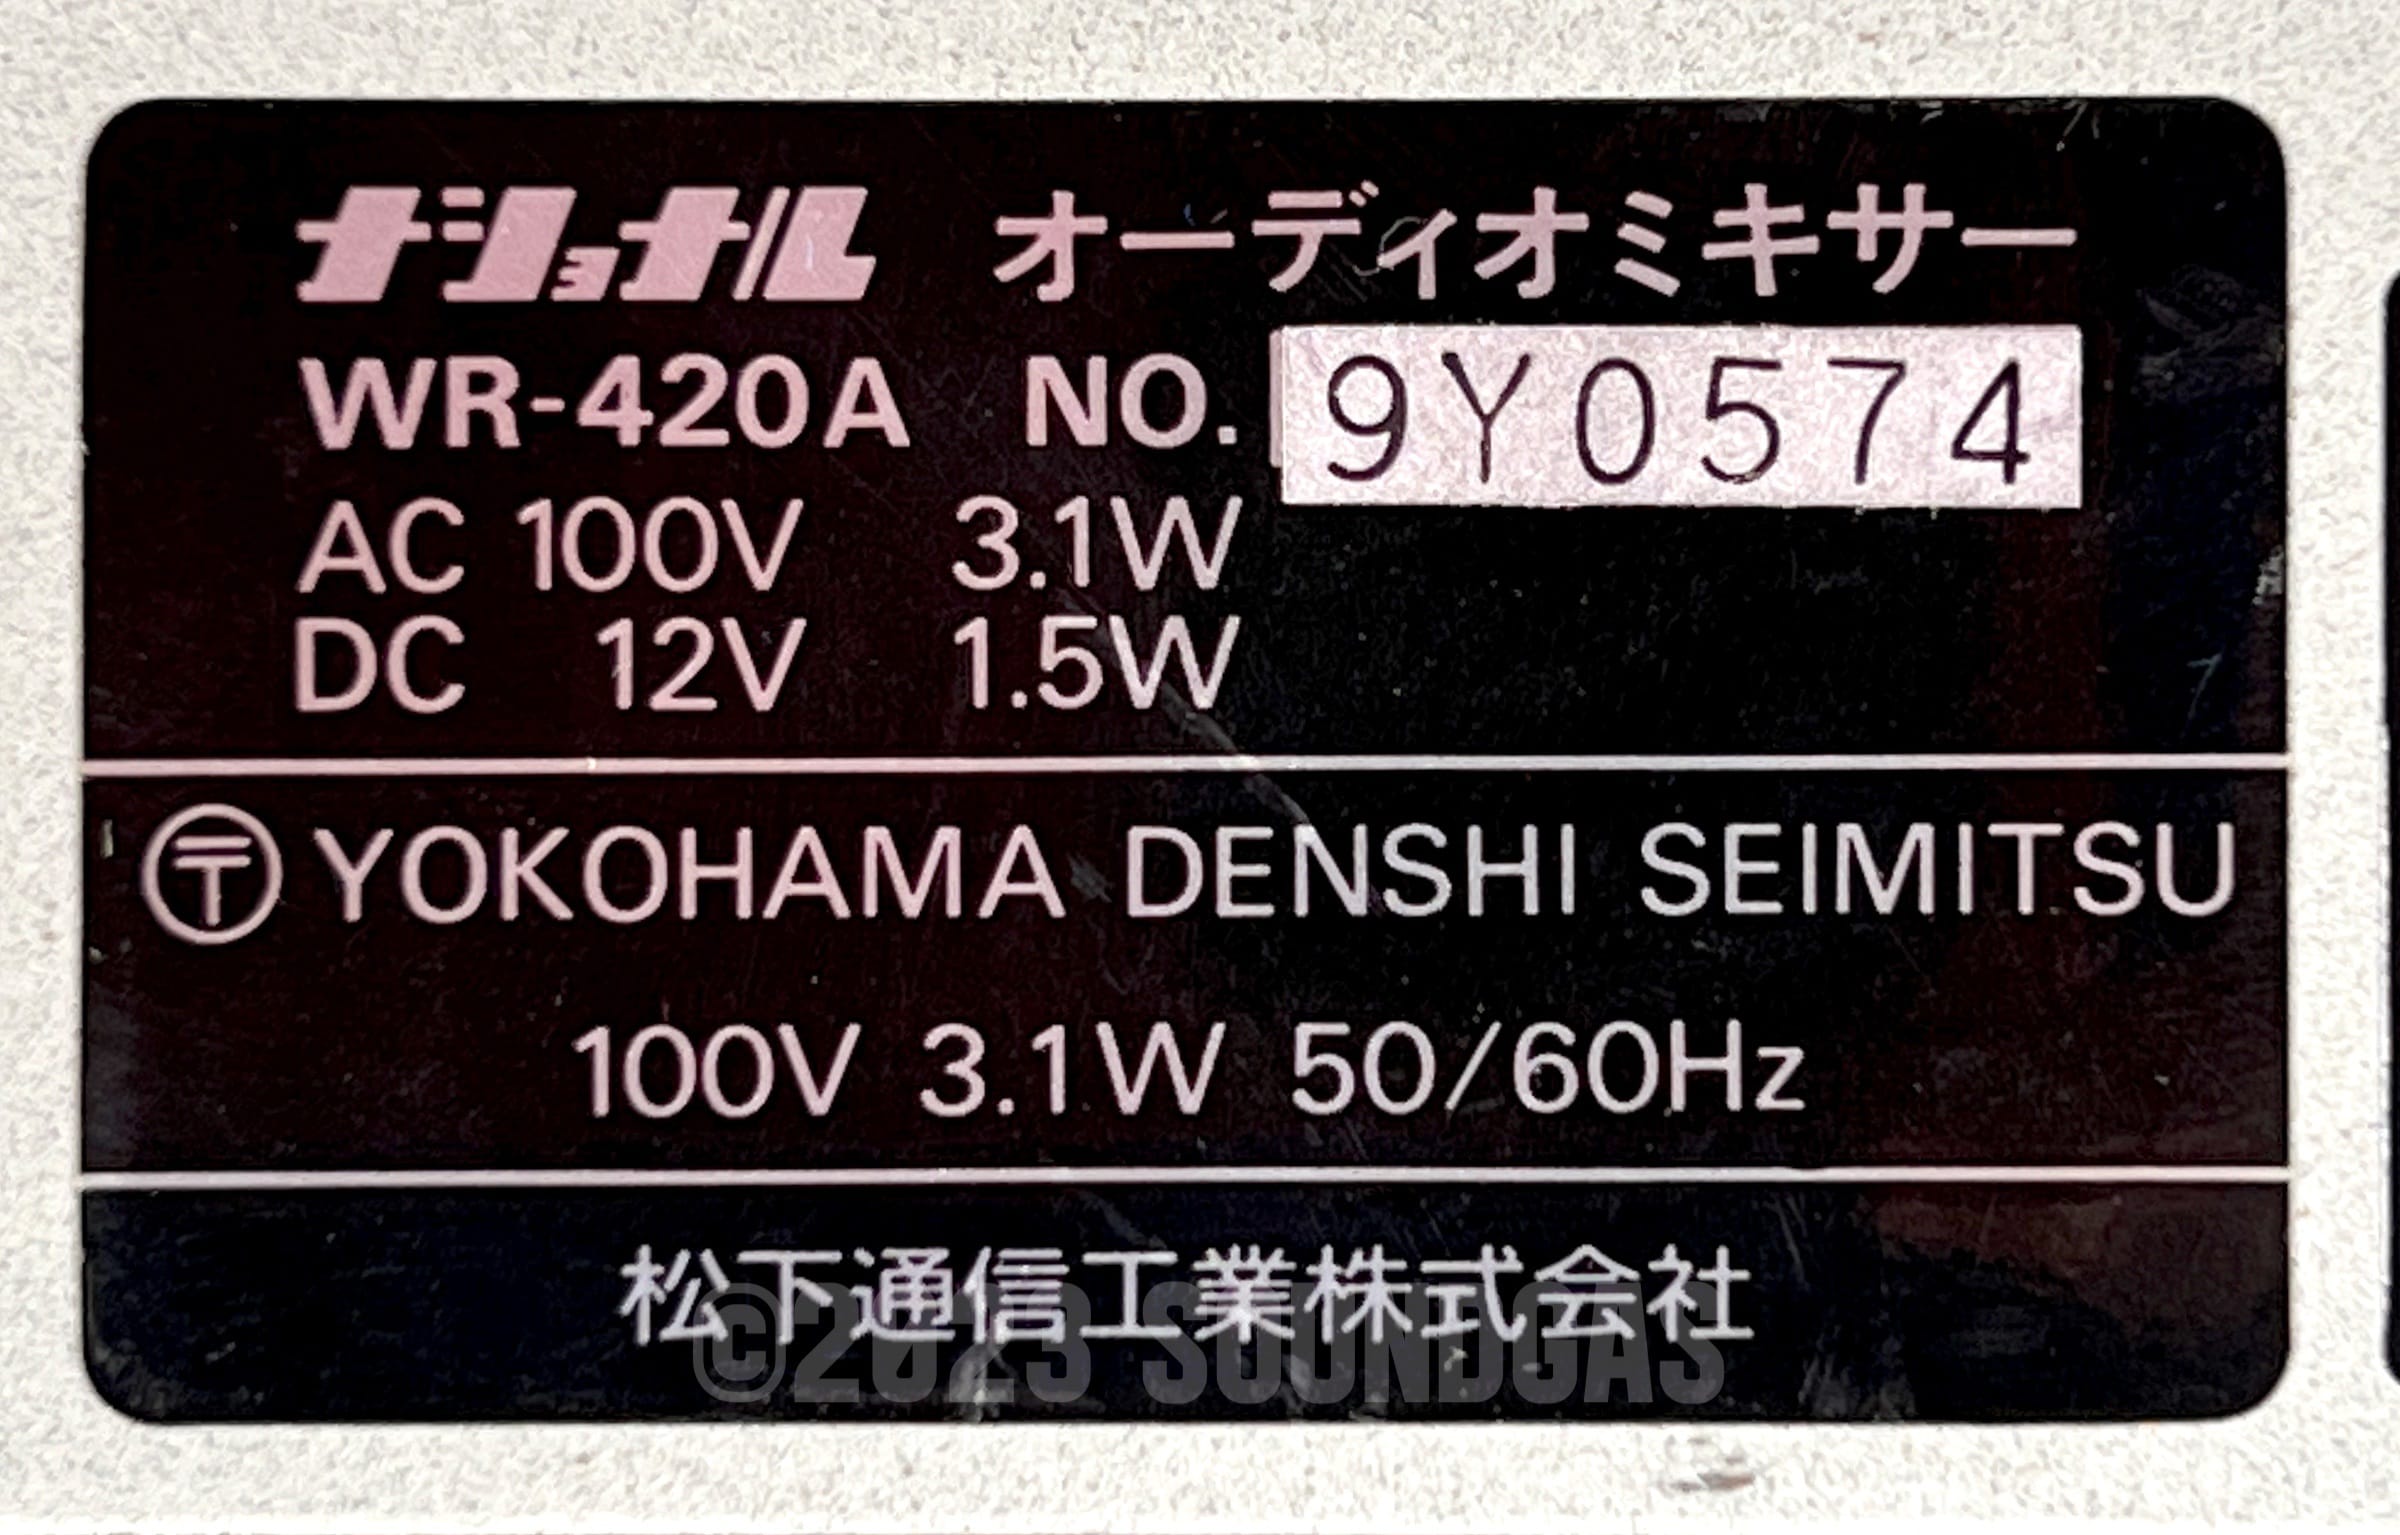 ナショナル オーディオミキサー
WR-420A NO. 9Y0574
AC 100V 3.1W
DC 12V 1.5W
〒 YOKOHAMA DENSHI SEIMITSU
100V 3.1W 50/60Hz
松下通信工業株式会社
©2023 SOUNDGAS